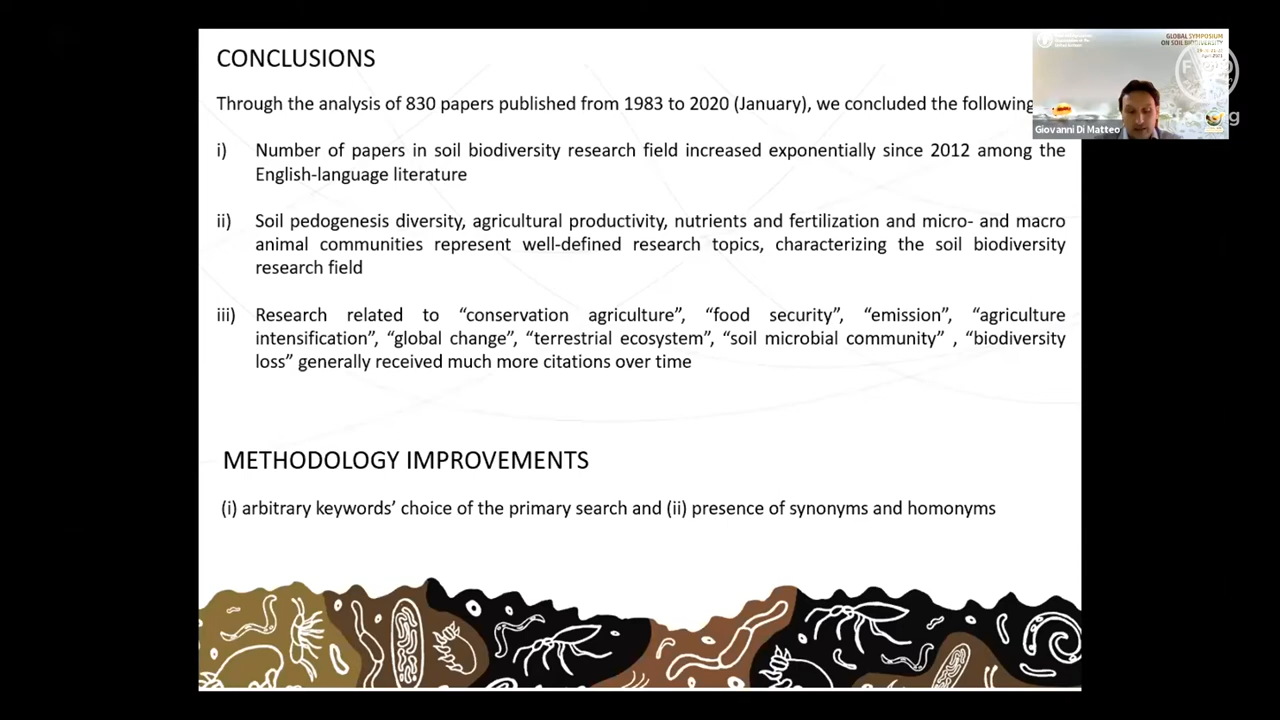 CONCLUSIONS
Through the analysis of 830 papers published from 1983 to 2020 (January), we concluded the following
i) Number of papers in soil biodiversity research field increased exponentially since 2012 among the
English-language literature
ii) Soil pedogenesis diversity, agricultural productivity, nutrients and fertilization and micro- and macro
animal communities represent well-defined research topics, characterizing the soil biodiversity
research field
iii) Research related to “conservation agriculture”, “food security”, “emission”, “agriculture
intensification”, “global change”, “terrestrial ecosystem”, “soil microbial community” , “biodiversity
loss” generally received much more citations over time
METHODOLOGY IMPROVEMENTS
(i) arbitrary keywords’ choice of the primary search and (ii) presence of synonyms and homonyms
GLOBAL SYMPOSIUM
ON SOIL BIODIVERSITY
Giovanni Di Matteo